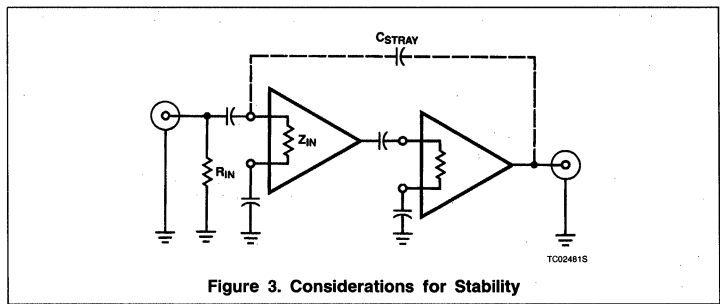 CSTRAY
ZIN
RIN
TC02481S
Figure 3. Considerations for Stability